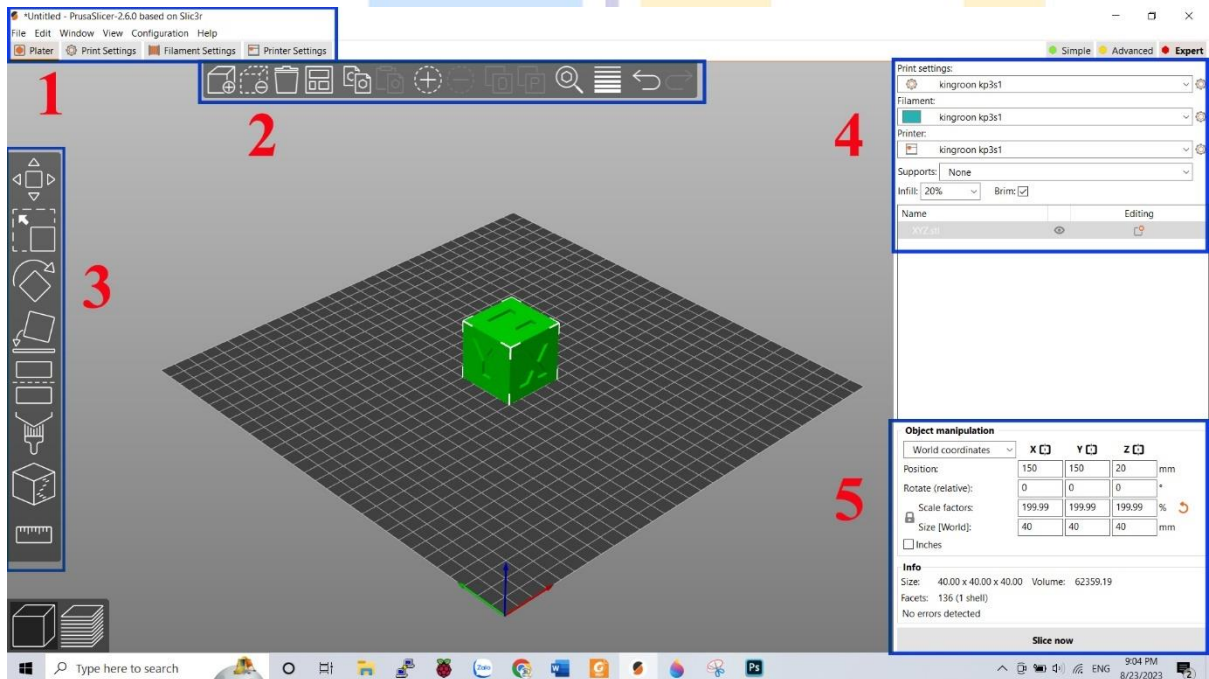 *Untitled - PrusaSlicer-2.6.0 based on Slic3r
File Edit Window View Configuration Help
Plater Print Settings Filament Settings Printer Settings
Simple Advanced Expert
1
2
3
4
5
Print settings:
kingroon kp3s1
Filament:
kingroon kp3s1
Printer:
kingroon kp3s1
Supports: None
Infill: 20% Brim:
Name Editing
XYZ.stl
Y X
Object manipulation
World coordinates X Y Z
Position: 150 150 20 mm
Rotate (relative): 0 0 0 °
Scale factors: 199.99 199.99 199.99 %
Size [World]: 40 40 40 mm
Inches
Info
Size: 40.00 x 40.00 x 40.00 Volume: 62359.19
Facets: 136 (1 shell)
No errors detected
Slice now
Type here to search
Zalo
W
Ps
ENG
9:04 PM
8/23/2023
2